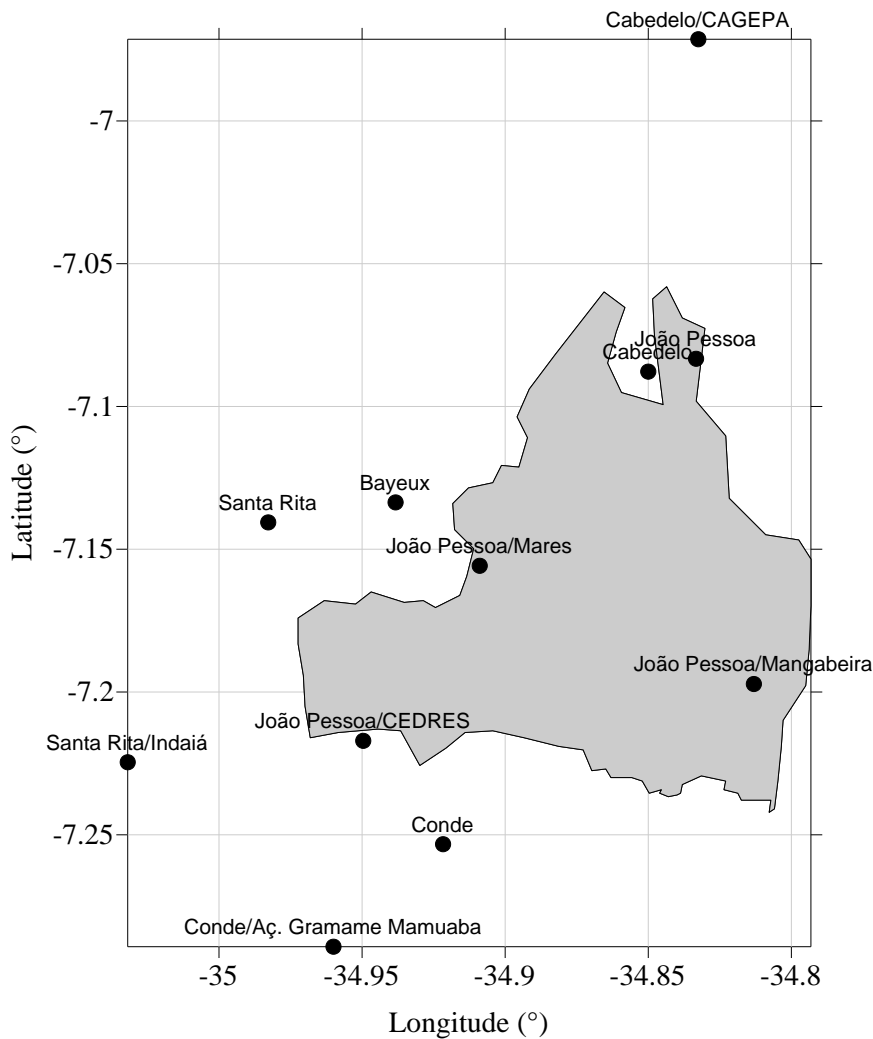 Cabedelo/CAGEPA
-7
-7.05
João Pessoa
Cabedelo
-7.1
Bayeux
Santa Rita
João Pessoa/Mares
-7.15
João Pessoa/Mangabeira
-7.2
João Pessoa/CEDRES
Santa Rita/Indaiá
Conde
-7.25
Conde/Aç. Gramame Mamuaba
-35 -34.95 -34.9 -34.85 -34.8
Longitude (°)
Latitude (°)